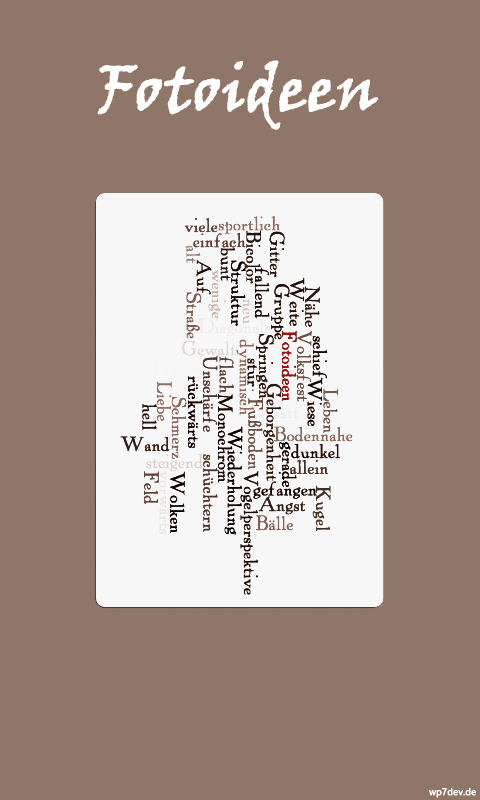 Fotoideen
viele
sportlich
einfach
alt
Auf
bunt
Bicolor
Gitter
wenige
Struktur
fallend
neu
Gruppe
Weite
Nähe
Straße
Diagonal
Gewalt
dynamisch
stur
Springen
Fotoideen
Volksfest
schief
Wiese
Leben
flach
Unschärfe
rückwärts
Liebe
Schmerz
hell
Wand
Monochrom
Fußboden
Geborgenheit
Bodennahe
dunkel
gerade
allein
steigend
vorwärts
Feld
Wolken
schüchtern
Wiederholung
Vogelperspektive
gefangen
Angst
Kugel
Bälle
wp7dev.de